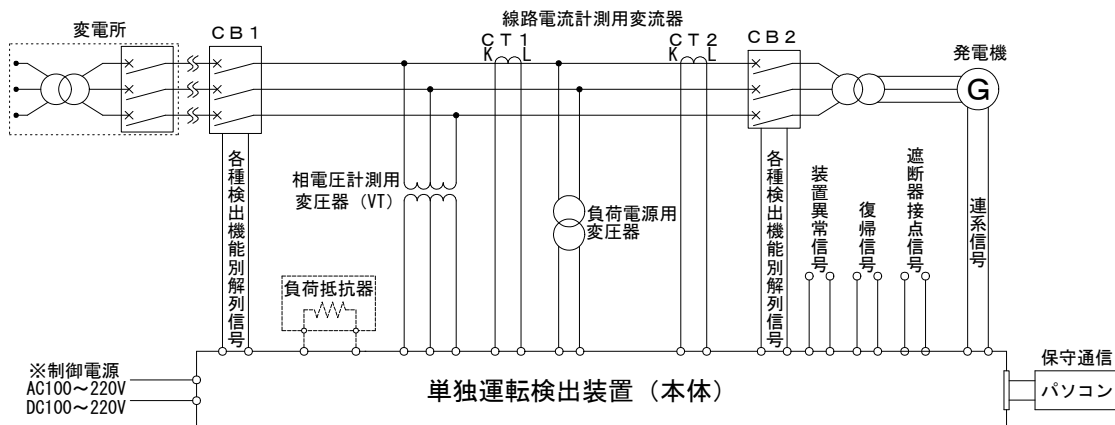 変電所
CB1
線路電流計測用変流器
CT1
K L
CT2
K L
CB2
発電機
G
各種検出機能別解列信号
相電圧計測用
変圧器(VT)
負荷電源用
変圧器
各種検出機能別解列信号
装置異常信号
復帰信号
遮断器接点信号
連系信号
負荷抵抗器
※制御電源
AC100~220V
DC100~220V
単独運転検出装置(本体)
保守通信
パソコン